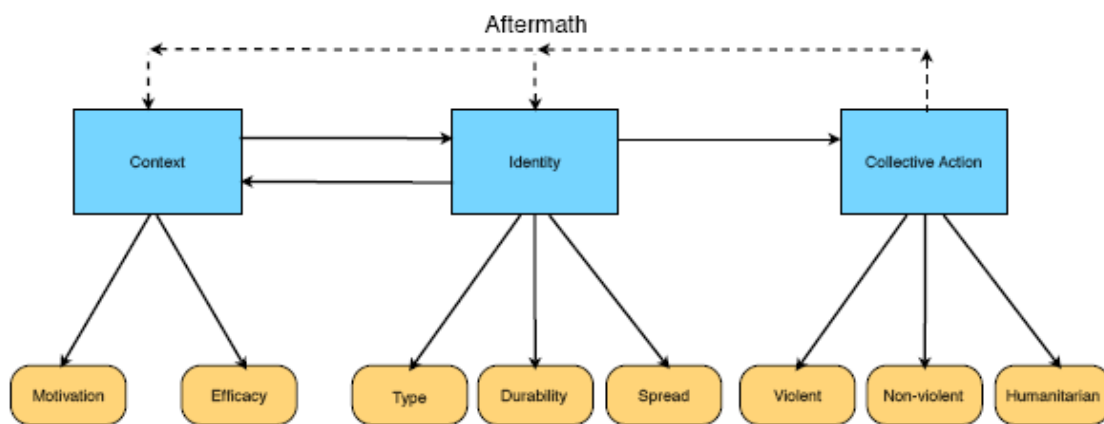 Aftermath
Context
Identity
Collective Action
Motivation
Efficacy
Type
Durability
Spread
Violent
Non-violent
Humanitarian